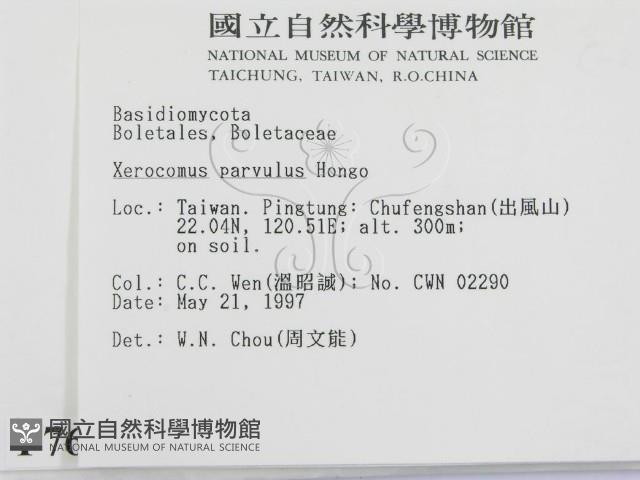 國立自然科學博物館
NATIONAL MUSEUM OF NATURAL SCIENCE
TAICHUNG, TAIWAN, R.O.CHINA
Basidiomycota
Boletales, Boletaceae
Xerocomus parvulus Hongo
Loc.: Taiwan. Pingtung: Chufengshan(出風山)
22.04N, 120.51E; alt. 300m;
on soil.
Col.: C.C. Wen(溫昭誠); No. CWN 02290
Date: May 21, 1997
Det.: W.N. Chou(周文能)
國立自然科學博物館
NATIONAL MUSEUM OF NATURAL SCIENCE